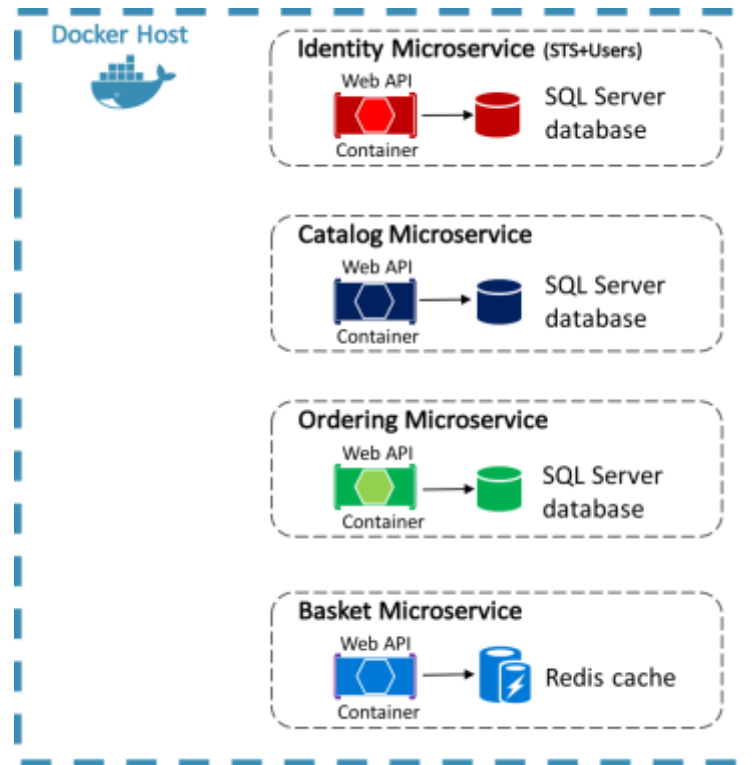 Docker Host
Identity Microservice (STS+Users)
Web API
Container
SQL Server
database
Catalog Microservice
Web API
Container
SQL Server
database
Ordering Microservice
Web API
Container
SQL Server
database
Basket Microservice
Web API
Container
Redis cache